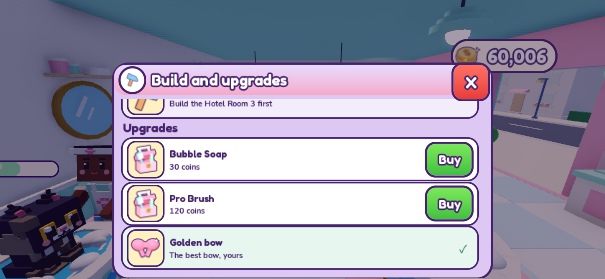 60,006
Build and upgrades
Build the Hotel Room 3 first
Upgrades
Bubble Soap
30 coins
Buy
Pro Brush
120 coins
Buy
Golden bow
The best bow, yours